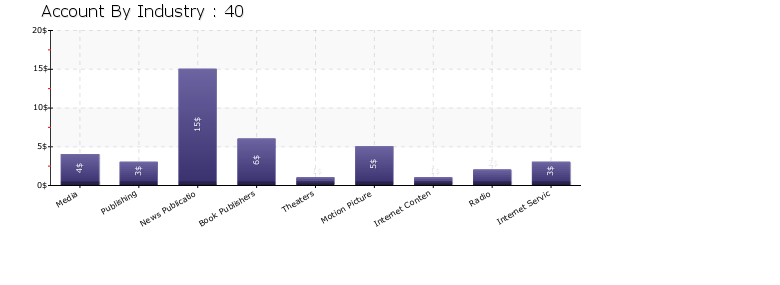 Account By Industry : 40
20$
15$
10$
5$
0$
4$
3$
15$
6$
5$
3$
Media
Publishing
News Publicatio
Book Publishers
Theaters
Motion Picture
Internet Conten
Radio
Internet Servic